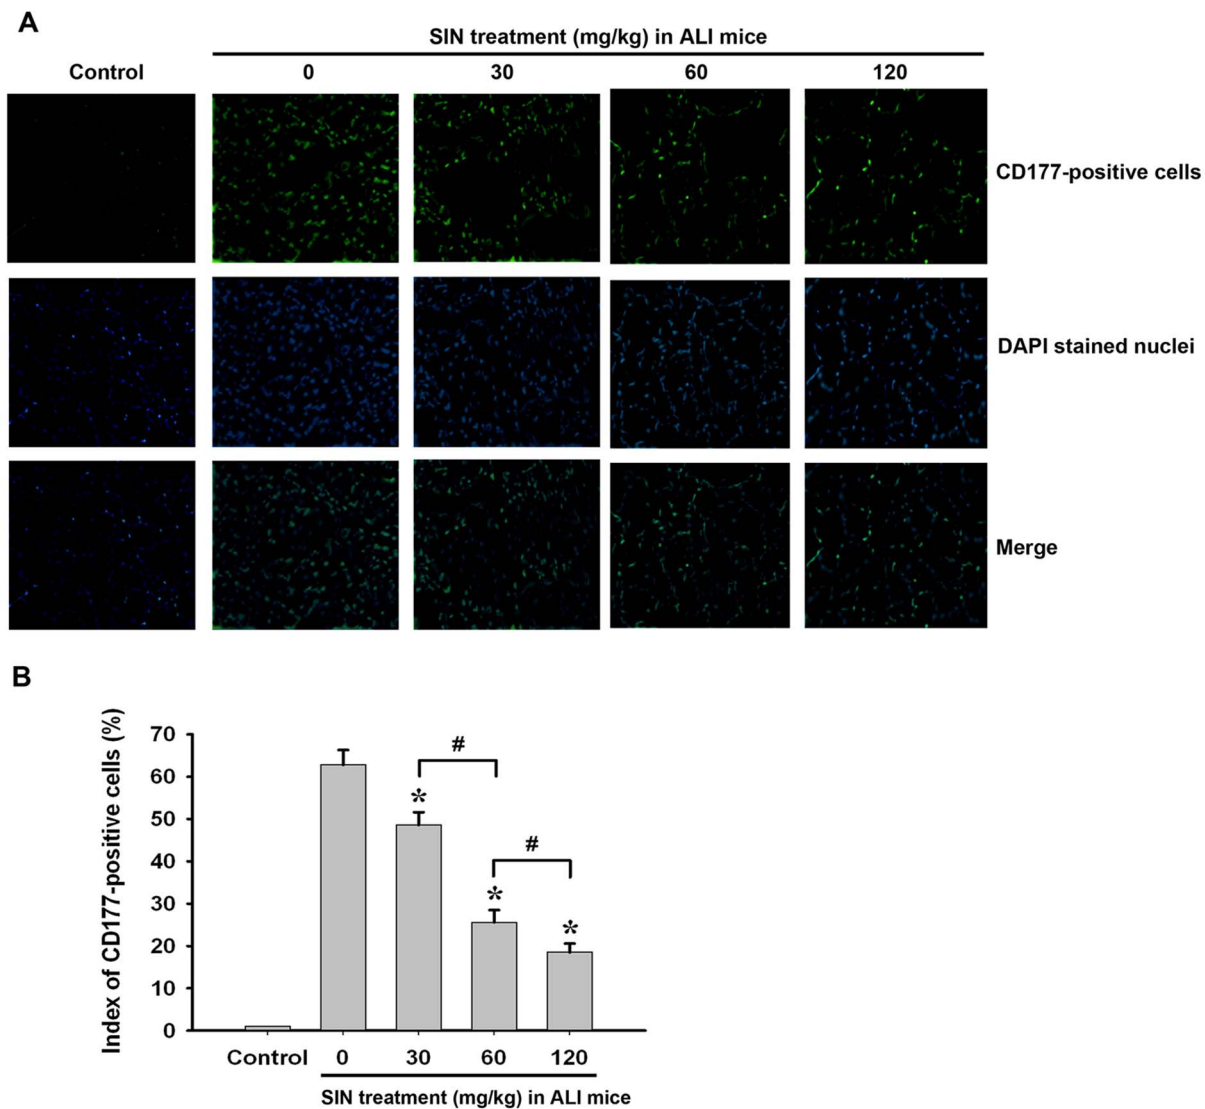 A
SIN treatment (mg/kg) in ALI mice
Control 0 30 60 120
CD177-positive cells
DAPI stained nuclei
Merge
B
Index of CD177-positive cells (%)
70
60
50
40
30
20
10
0
#
#
*
*
*
Control 0 30 60 120
SIN treatment (mg/kg) in ALI mice